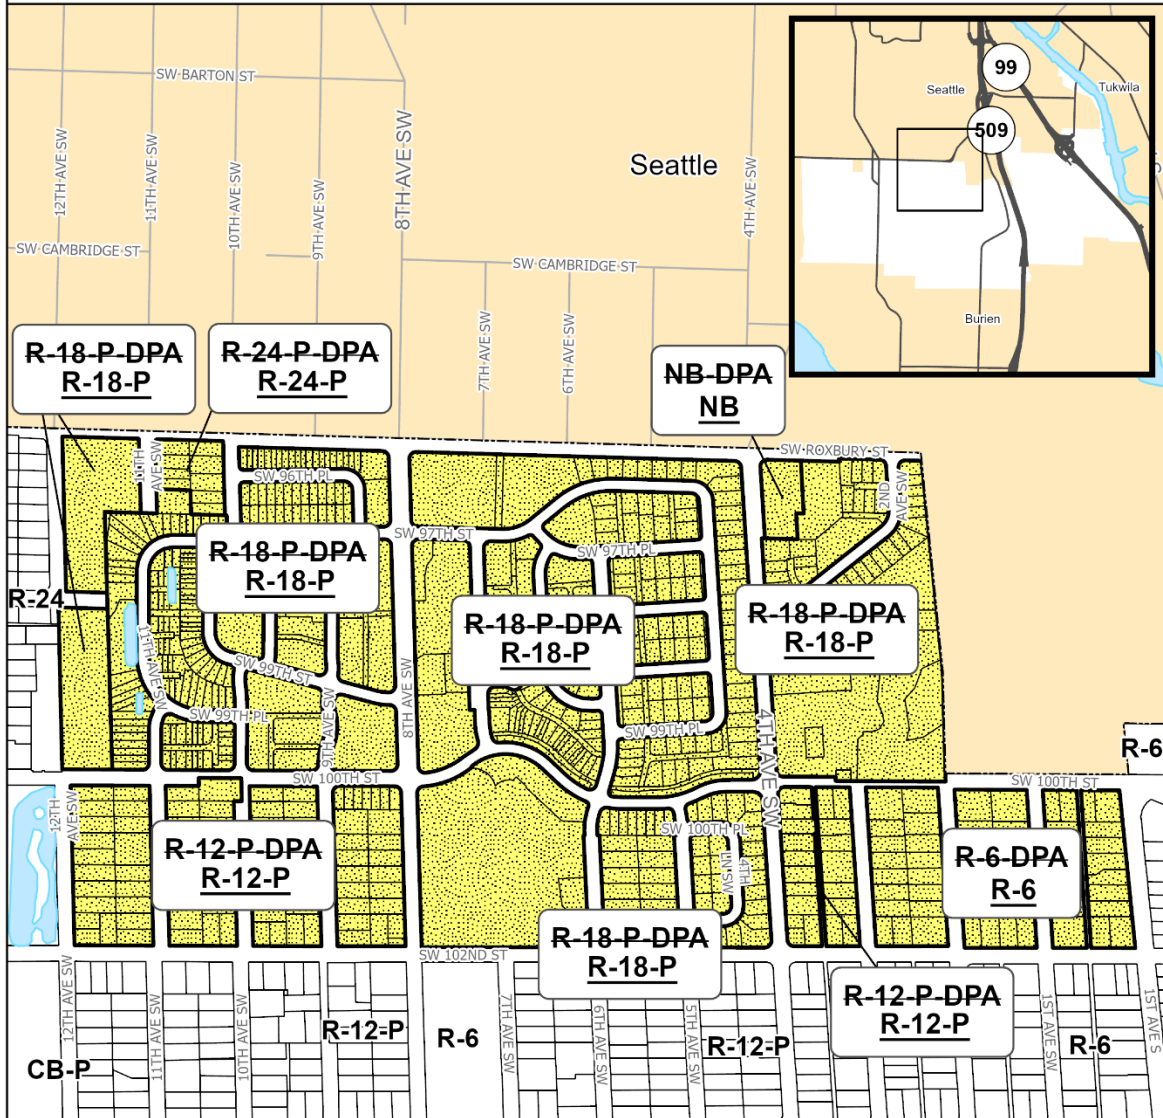 SW BARTON ST
12TH AVE SW
11TH AVE SW
10TH AVE SW
9TH AVE SW
8TH AVE SW
Seattle
4TH AVE SW
SW CAMBRIDGE ST
SW CAMBRIDGE ST
7TH AVE SW
6TH AVE SW
99
Seattle
Tukwila
509
Burien
R-18-P-DPA
R-18-P
R-24-P-DPA
R-24-P
NB-DPA
NB
SW ROXBURY ST
11TH
AVE SW
SW 96TH PL
2ND
AVE SW
SW 97TH ST
SW 97TH PL
R-18-P-DPA
R-18-P
R-24
R-18-P-DPA
R-18-P
R-18-P-DPA
R-18-P
11TH AVE SW
SW 99TH ST
8TH AVE SW
9TH AVE SW
SW 99TH PL
SW 99TH PL
4TH AVE SW
R-6
SW 100TH ST
SW 100TH ST
12TH
AVE SW
SW 100TH PL
4TH
LN SW
R-12-P-DPA
R-12-P
R-6-DPA
R-6
R-18-P-DPA
R-18-P
SW 102ND ST
R-12-P-DPA
R-12-P
12TH AVE SW
11TH AVE SW
10TH AVE SW
7TH AVE SW
6TH AVE SW
5TH AVE SW
1ST AVE SW
1ST AVE S
R-12-P
R-6
R-12-P
R-6
CB-P